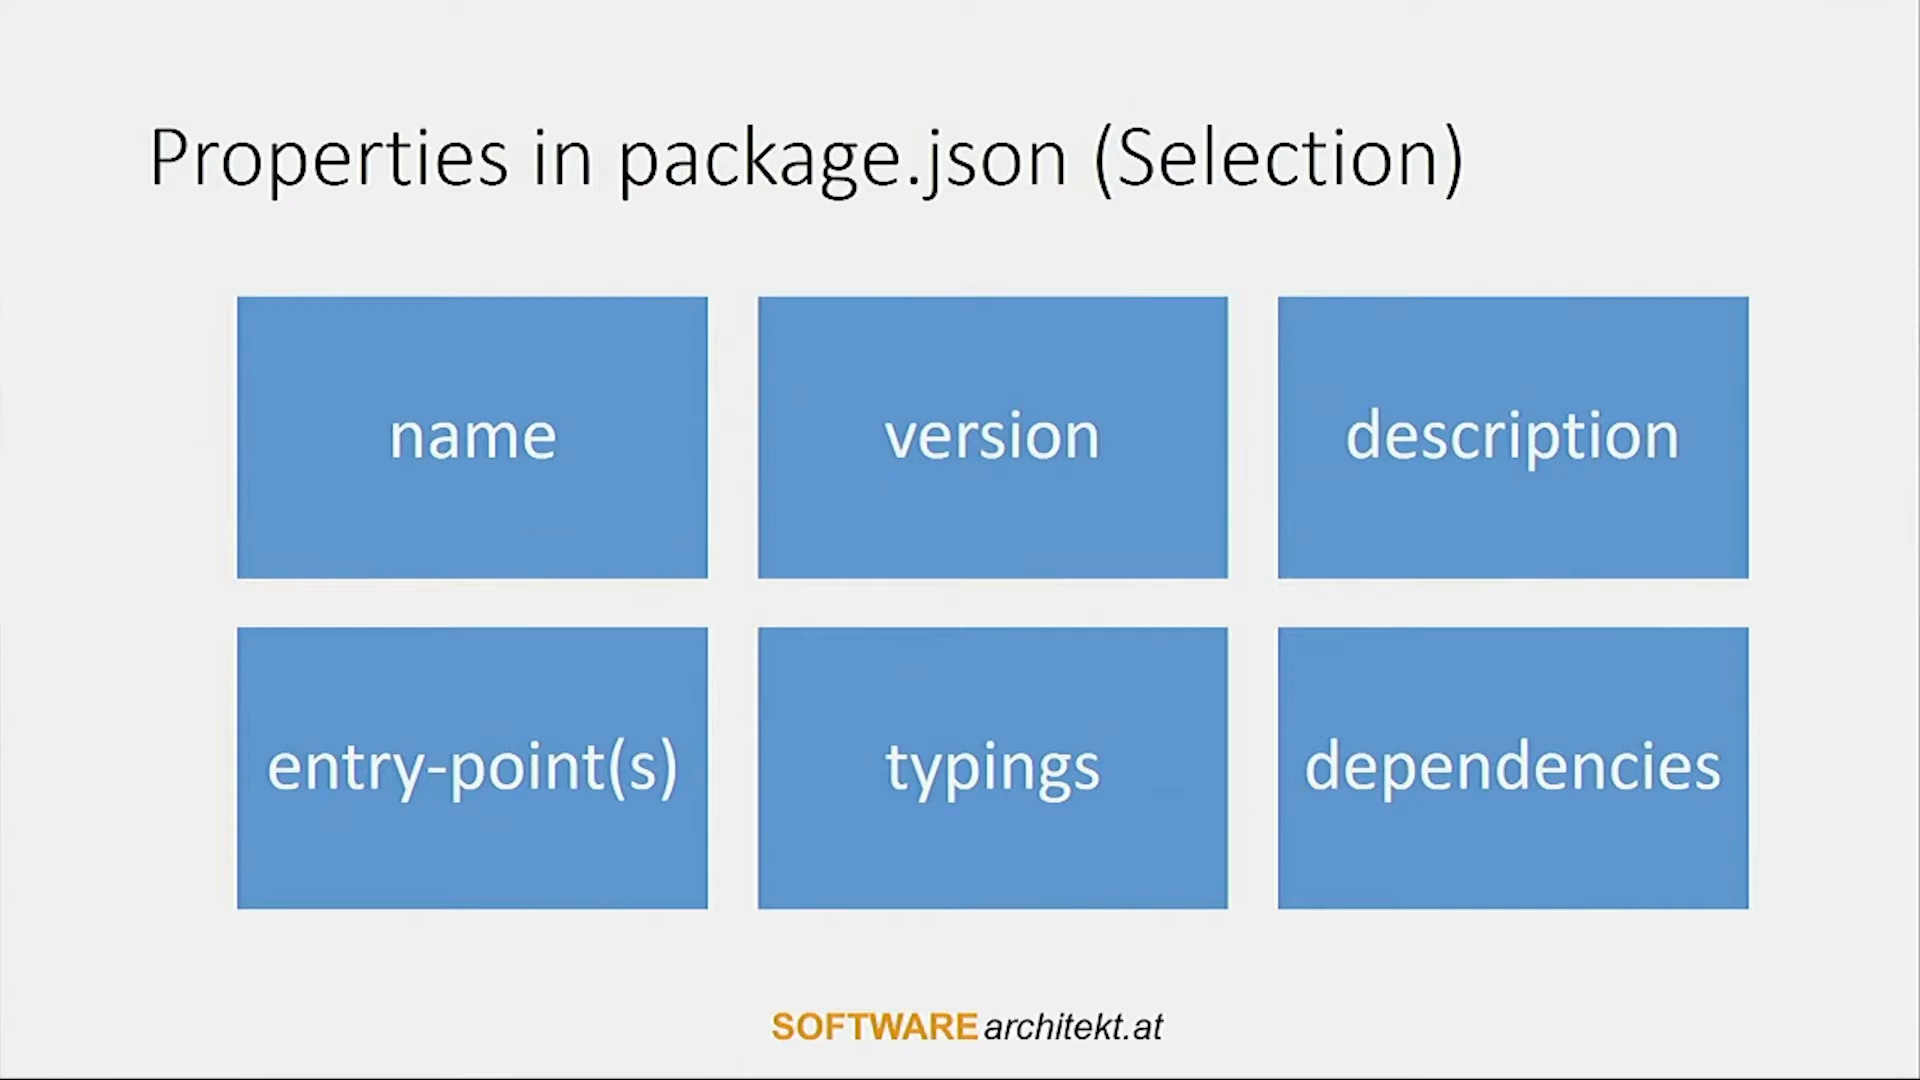 Properties in package.json (Selection)
name
version
description
entry-point(s)
typings
dependencies
SOFTWAREarchitekt.at